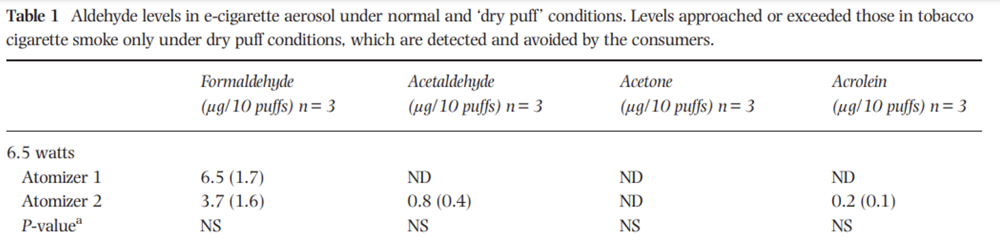 Table 1 Aldehyde levels in e-cigarette aerosol under normal and ‘dry puff’ conditions. Levels approached or exceeded those in tobacco
cigarette smoke only under dry puff conditions, which are detected and avoided by the consumers.
Formaldehyde Acetaldehyde Acetone Acrolein
(µg/10 puffs) n = 3 (µg/10 puffs) n = 3 (µg/10 puffs) n = 3 (µg/10 puffs) n = 3
6.5 watts
Atomizer 1 6.5 (1.7) ND ND ND
Atomizer 2 3.7 (1.6) 0.8 (0.4) ND 0.2 (0.1)
P-valueᵃ NS NS NS NS